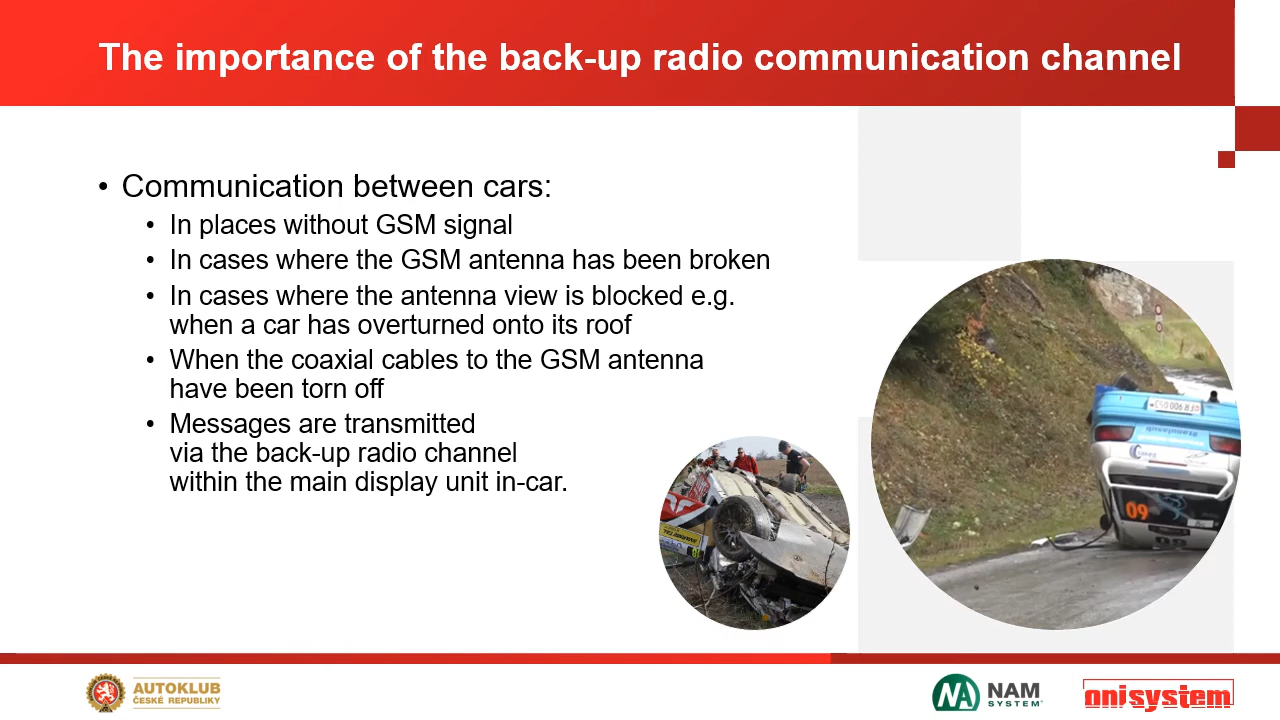 The importance of the back-up radio communication channel
• Communication between cars:
• In places without GSM signal
• In cases where the GSM antenna has been broken
• In cases where the antenna view is blocked e.g.
when a car has overturned onto its roof
• When the coaxial cables to the GSM antenna
have been torn off
• Messages are transmitted
via the back-up radio channel
within the main display unit in-car.
09
AUTOKLUB
ČESKÉ REPUBLIKY
NAM
SYSTEM
onisystem